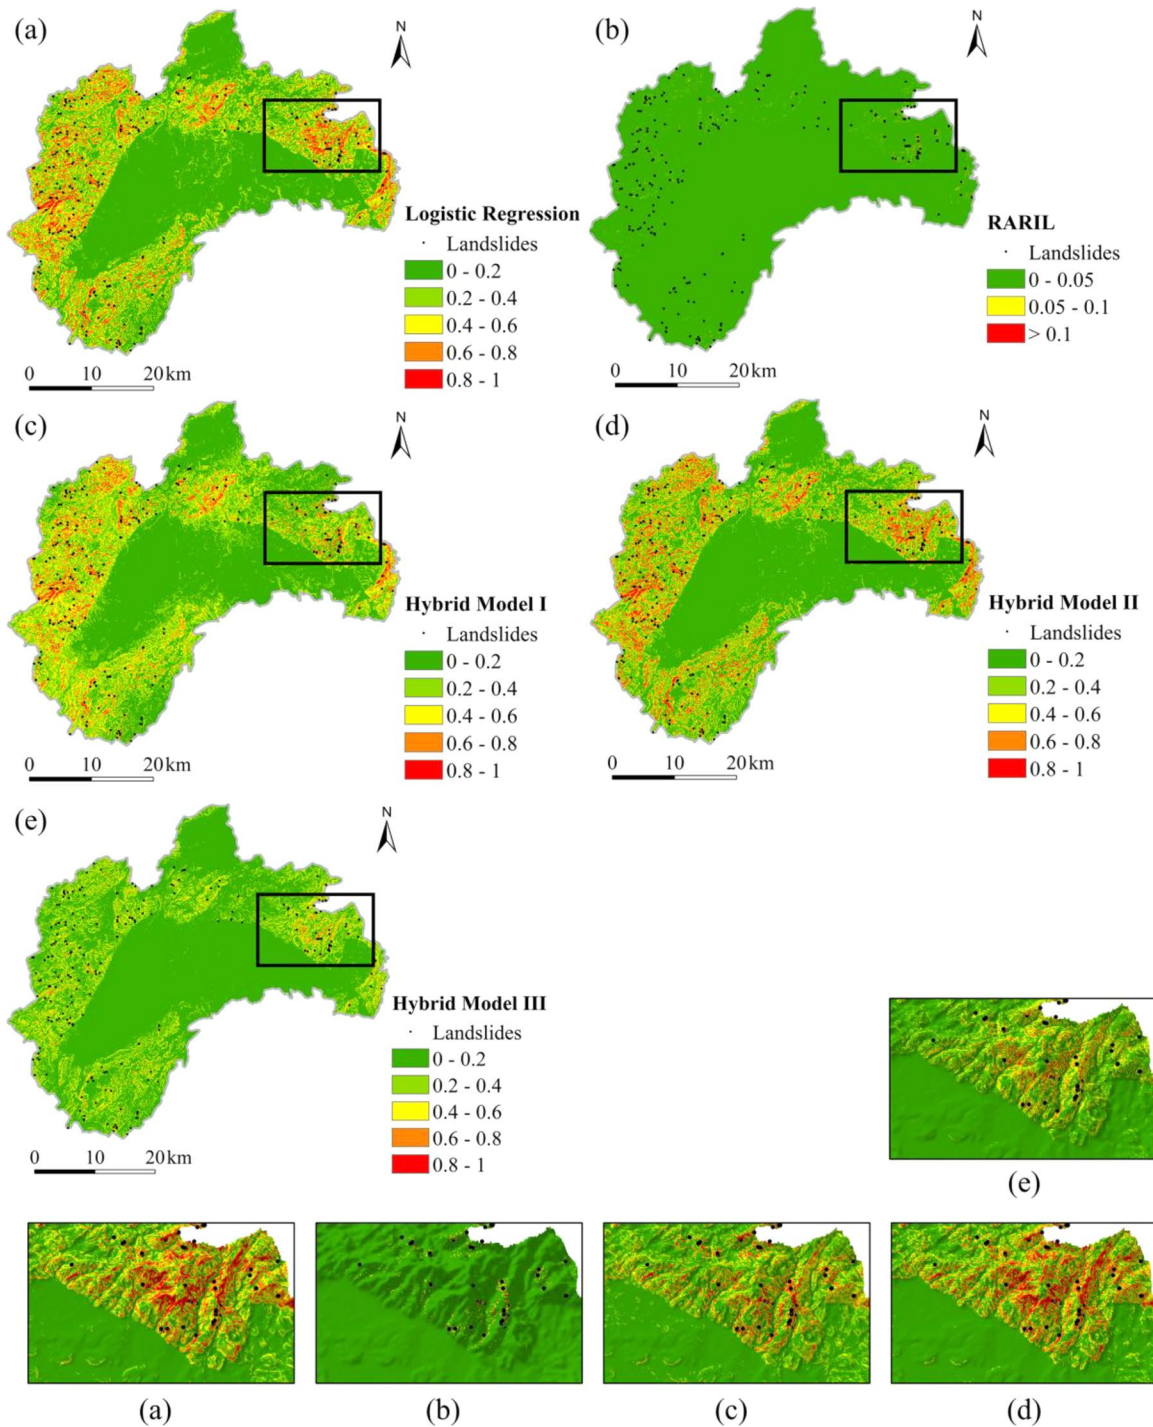 (a)
N
Logistic Regression
Landslides
0 - 0.2
0.2 - 0.4
0.4 - 0.6
0.6 - 0.8
0.8 - 1
0 10 20 km
(b)
N
RARIL
Landslides
0 - 0.05
0.05 - 0.1
> 0.1
0 10 20 km
(c)
N
Hybrid Model I
Landslides
0 - 0.2
0.2 - 0.4
0.4 - 0.6
0.6 - 0.8
0.8 - 1
0 10 20 km
(d)
N
Hybrid Model II
Landslides
0 - 0.2
0.2 - 0.4
0.4 - 0.6
0.6 - 0.8
0.8 - 1
0 10 20 km
(e)
N
Hybrid Model III
Landslides
0 - 0.2
0.2 - 0.4
0.4 - 0.6
0.6 - 0.8
0.8 - 1
0 10 20 km
(e)
(a)
(b)
(c)
(d)